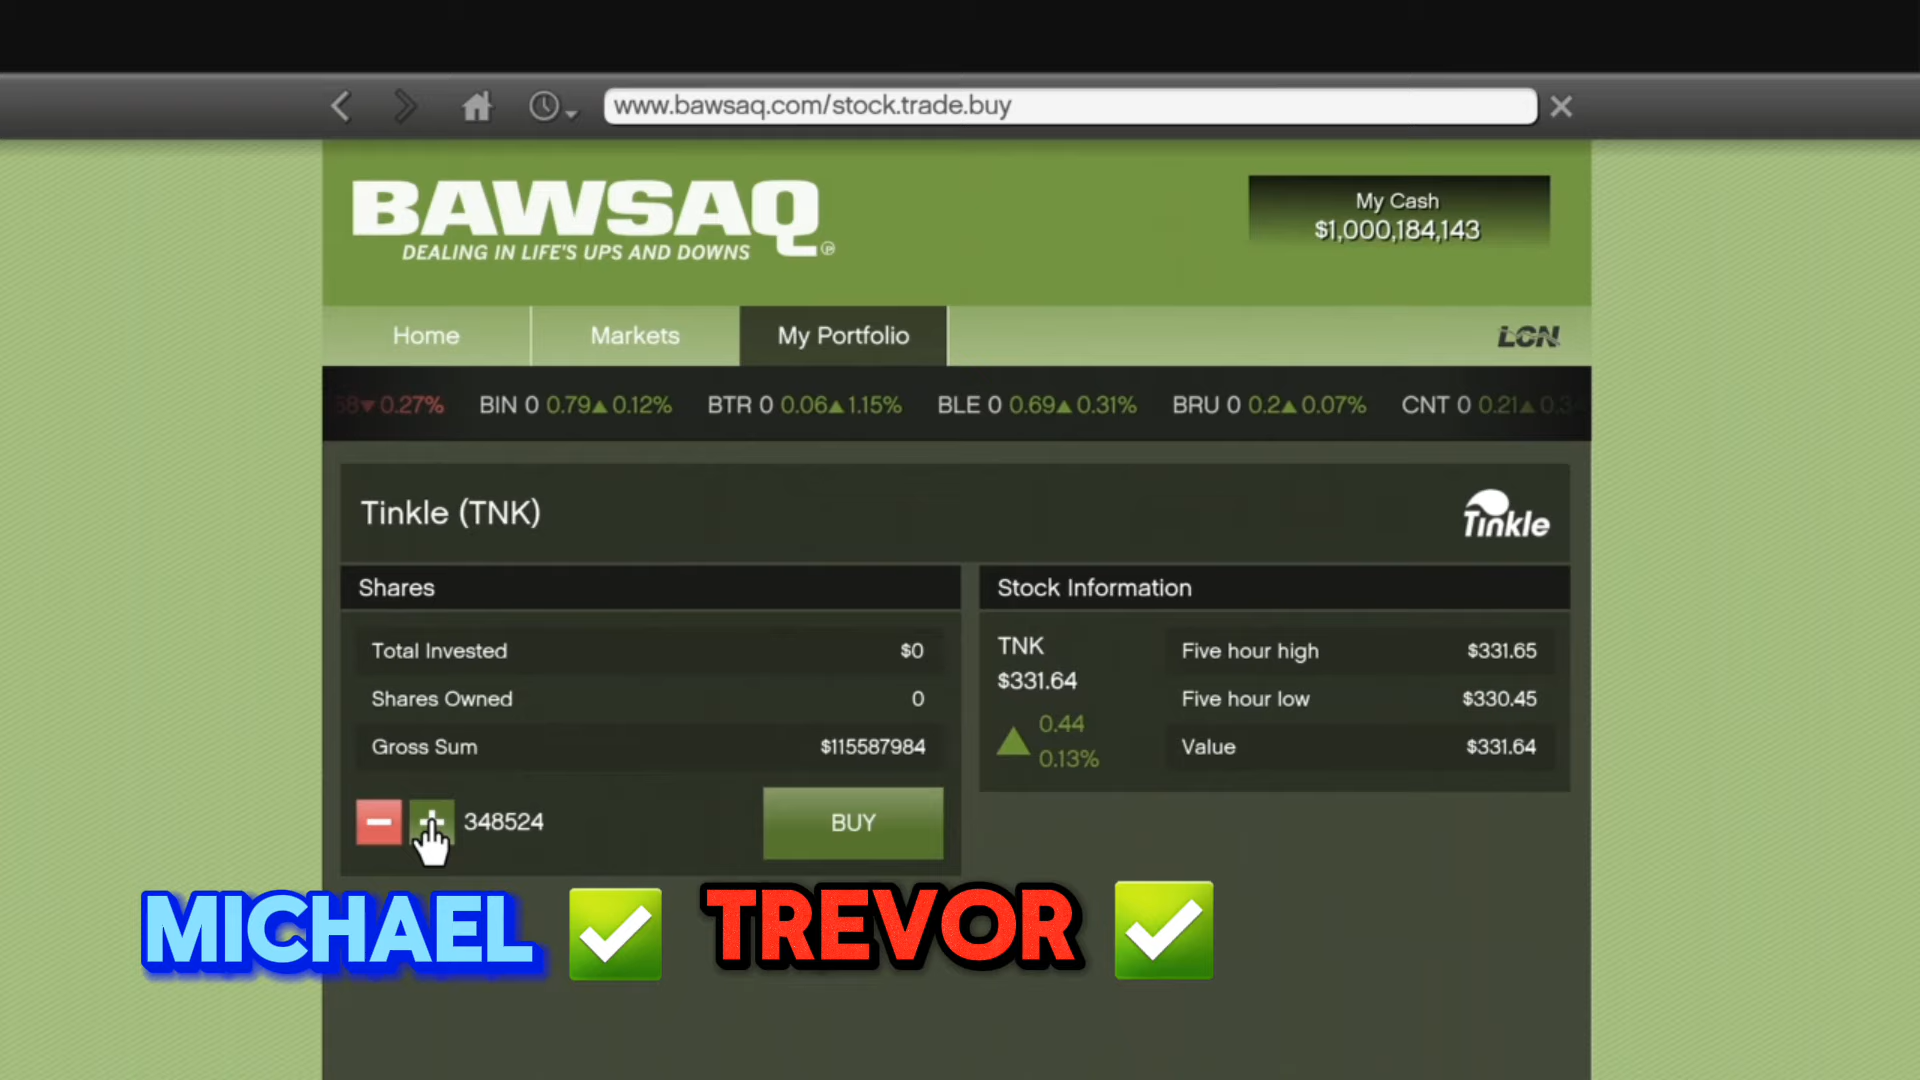 www.bawsaq.com/stock.trade.buy
BAWSAQ
DEALING IN LIFE'S UPS AND DOWNS
My Cash
$1,000,184,143
Home Markets My Portfolio LCN
0.27% BIN 0 0.79▲0.12% BTR 0 0.06▲1.15% BLE 0 0.69▲0.31% BRU 0 0.2▲0.07% CNT 0 0.21▲
Tinkle (TNK) Tinkle
Shares
Total Invested $0
Shares Owned 0
Gross Sum $115587984
348524 BUY
Stock Information
TNK
$331.64
0.44
0.13%
Five hour high $331.65
Five hour low $330.45
Value $331.64
MICHAEL ✅ TREVOR ✅